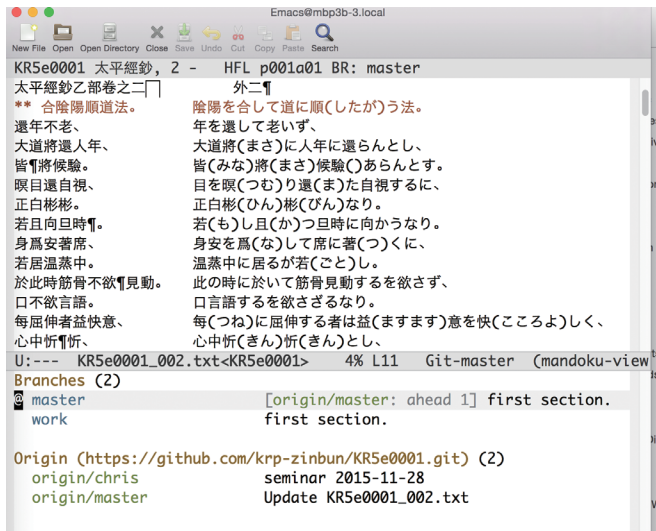 Emacs@mbp3b-3.local
New File Open Open Directory Close Save Undo Cut Copy Paste Search
KR5e0001 太平經鈔, 2 - HFL p001a01 BR: master
太平經鈔乙部卷之二 外二¶
** 合陰陽順道法。 陰陽を合して道に順(したが)う法。
還年不老、 年を還して老いず、
大道將還人年、 大道將(まさ)に人年に還らんとし、
皆¶將候驗。 皆(みな)將(まさ)候驗()あらんとす。
瞑目還自視、 目を瞑(つむ)り還(ま)た自視するに、
正白彬彬。 正白彬(ひん)彬(びん)なり。
若且向旦時¶。 若(も)し且(か)つ旦時に向かうなり。
身爲安著席、 身安を爲(な)して席に著(つ)くに、
若居溫蒸中。 温蒸中に居るが若(ごと)し。
於此時筋骨不欲¶見動。 此の時に於いて筋骨見動するを欲さず、
口不欲言語。 口言語するを欲さざるなり。
每屈伸者益快意、 每(つねに)屈伸する者は益(ますます)意を快(こころよ)しく、
心中忻¶忻、 心中忻(きん)忻(きん)とし、
U:--- KR5e0001_002.txt<KR5e0001> 4% L11 Git-master (mandoku-view
Branches (2)
@ master [origin/master: ahead 1] first section.
work first section.
Origin (https://github.com/krp-zinbun/KR5e0001.git) (2)
origin/chris seminar 2015-11-28
origin/master Update KR5e0001_002.txt